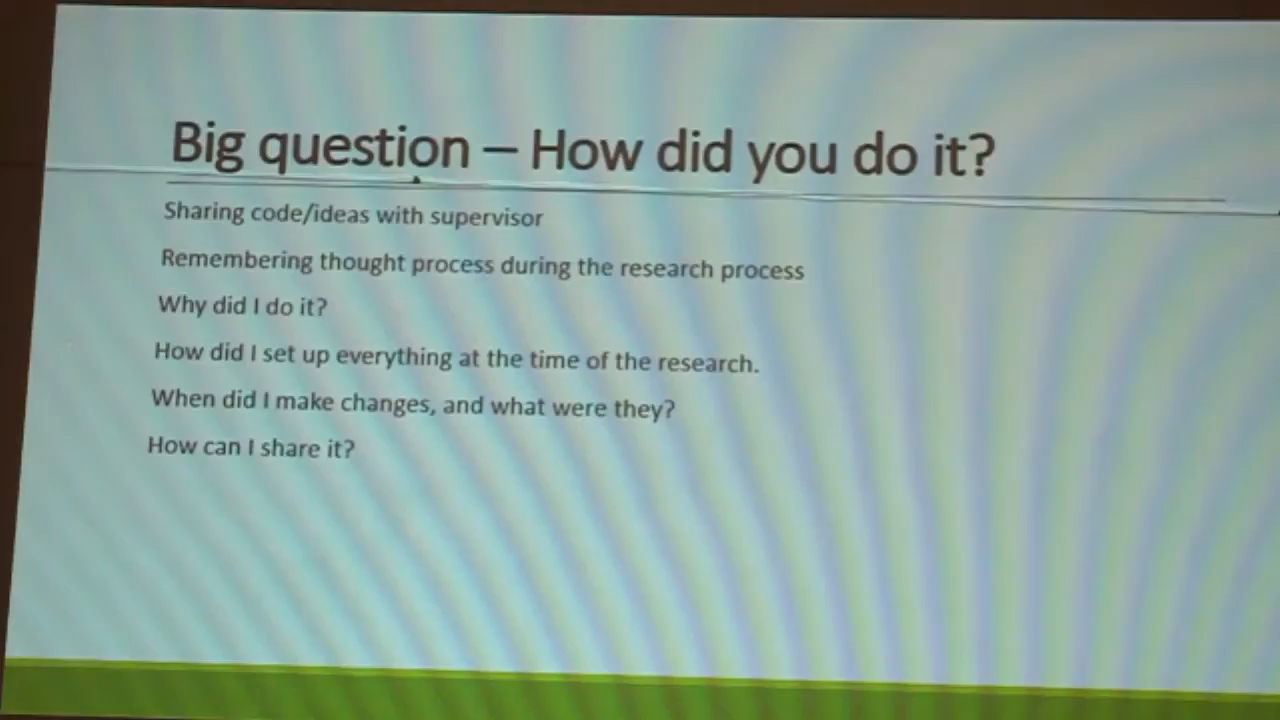 Big question – How did you do it?
Sharing code/ideas with supervisor
Remembering thought process during the research process
Why did I do it?
How did I set up everything at the time of the research.
When did I make changes, and what were they?
How can I share it?